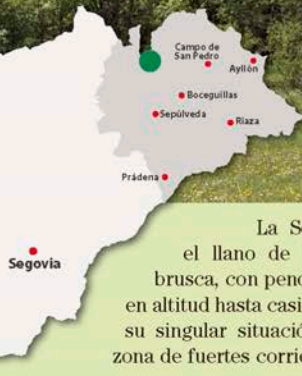 Campo de
San Pedro
Ayllón
Boceguillas
Sepúlveda
Riaza
Prádena
Segovia
La S
el llano de
brusca, con pend
en altitud hasta casi
su singular situació
zona de fuertes corrie